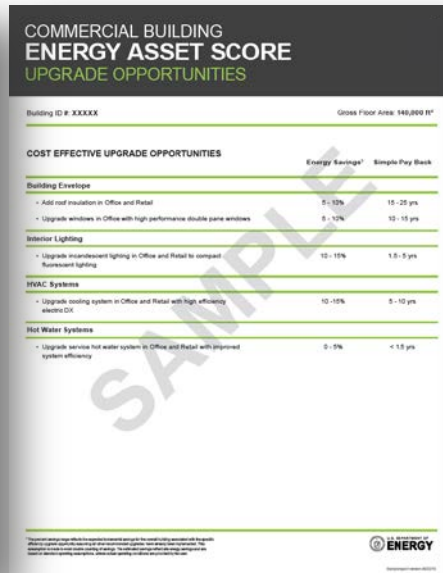 COMMERCIAL BUILDING
ENERGY ASSET SCORE
UPGRADE OPPORTUNITIES
Building ID #: XXXXX
Gross Floor Area: 140,000 ft²
COST EFFECTIVE UPGRADE OPPORTUNITIES
Energy Savings¹ Simple Pay Back
Building Envelope
• Add roof insulation in Office and Retail 5 - 10% 15 - 25 yrs
• Upgrade windows in Office with high performance double pane windows 5 - 10% 10 - 15 yrs
Interior Lighting
• Upgrade incandescent lighting in Office and Retail to compact
fluorescent lighting 10 - 15% 1.5 - 5 yrs
HVAC Systems
• Upgrade cooling system in Office and Retail with high efficiency
electric DX 10 -15% 5 - 10 yrs
Hot Water Systems
• Upgrade service hot water system in Office and Retail with improved
system efficiency 0 - 5% < 1.5 yrs
SAMPLE
U.S. DEPARTMENT OF
ENERGY